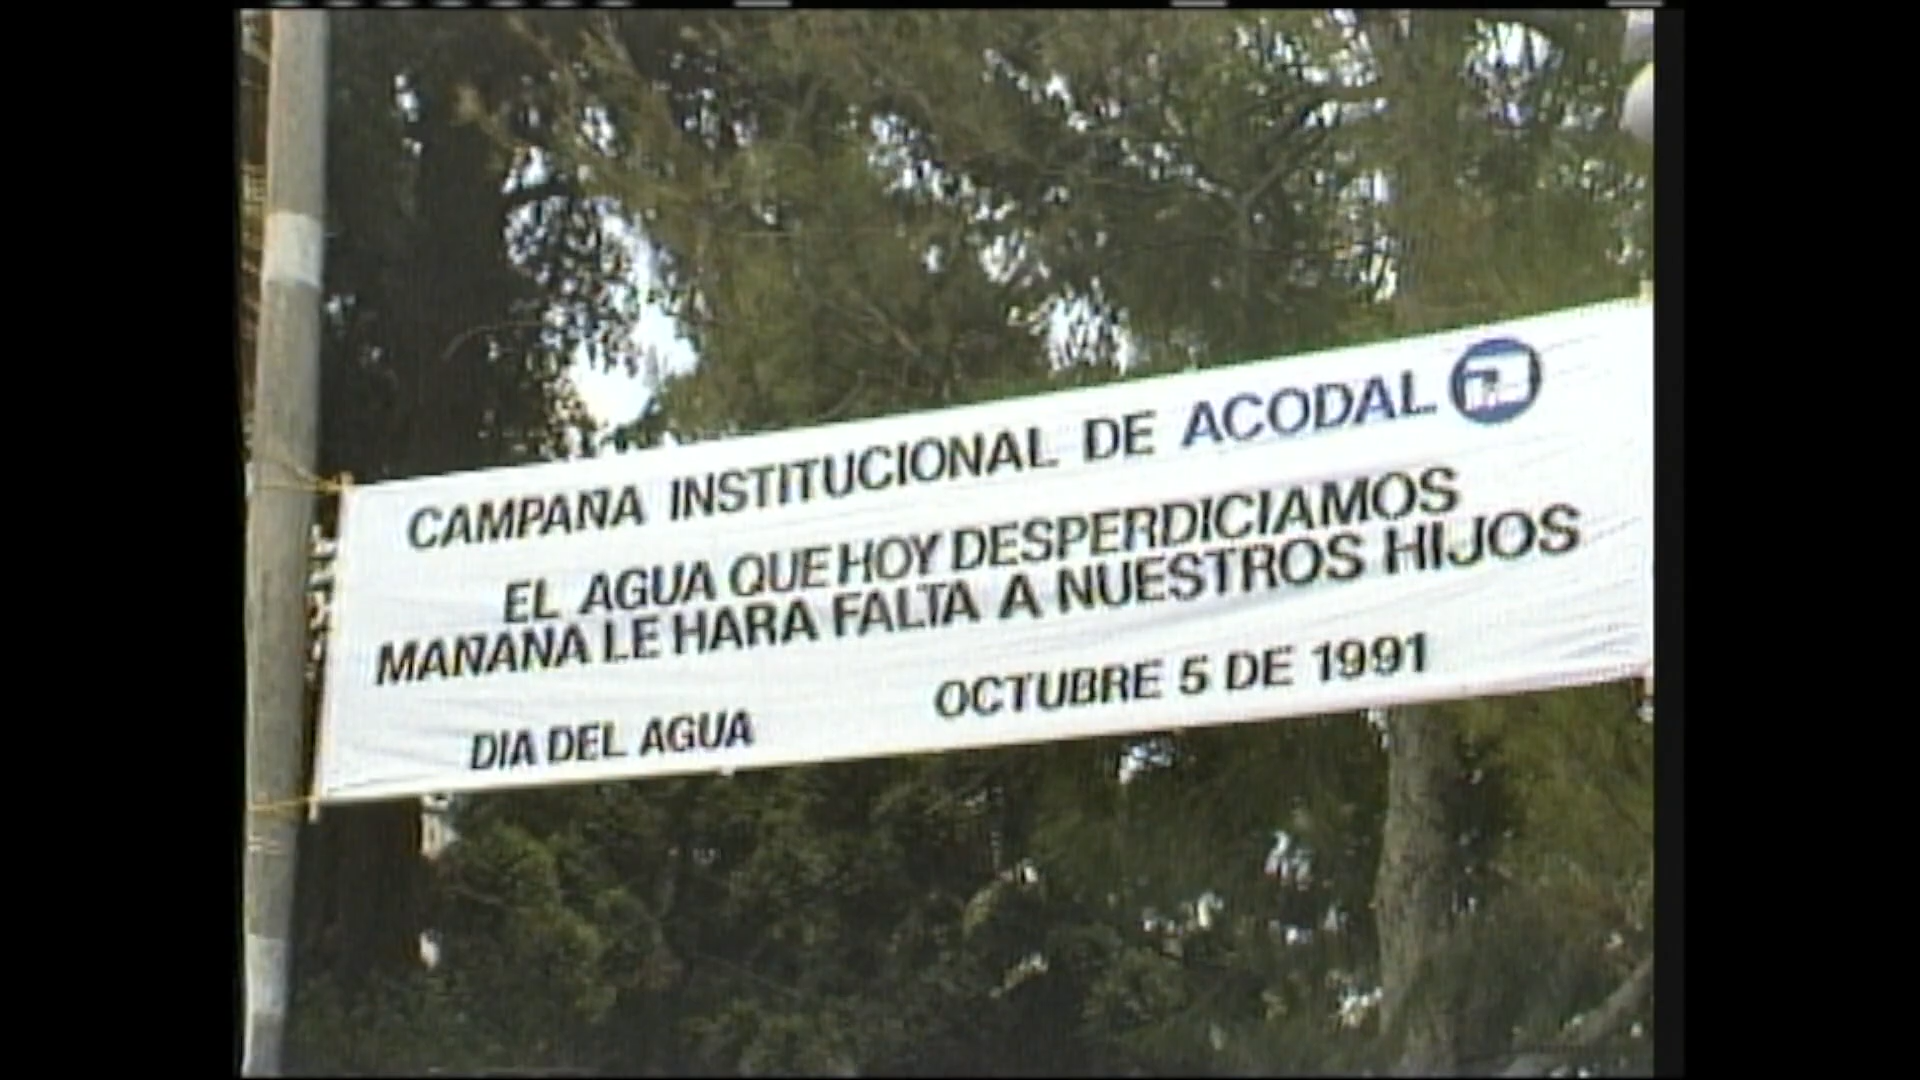 CAMPAÑA INSTITUCIONAL DE ACODAL
EL AGUA QUE HOY DESPERDICIAMOS
MAÑANA LE HARA FALTA A NUESTROS HIJOS
DIA DEL AGUA OCTUBRE 5 DE 1991